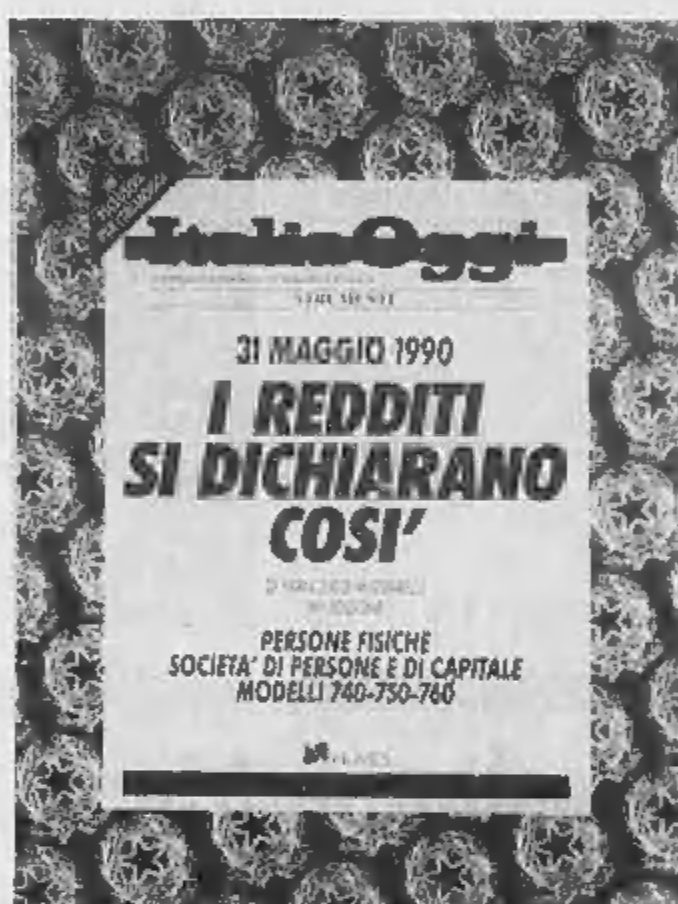 ItaliaOggi
31 MAGGIO 1990
I REDDITI
SI DICHIARANO
COSI'
PERSONE FISICHE
SOCIETA' DI PERSONE E DI CAPITALE
MODELLI 740-750-760